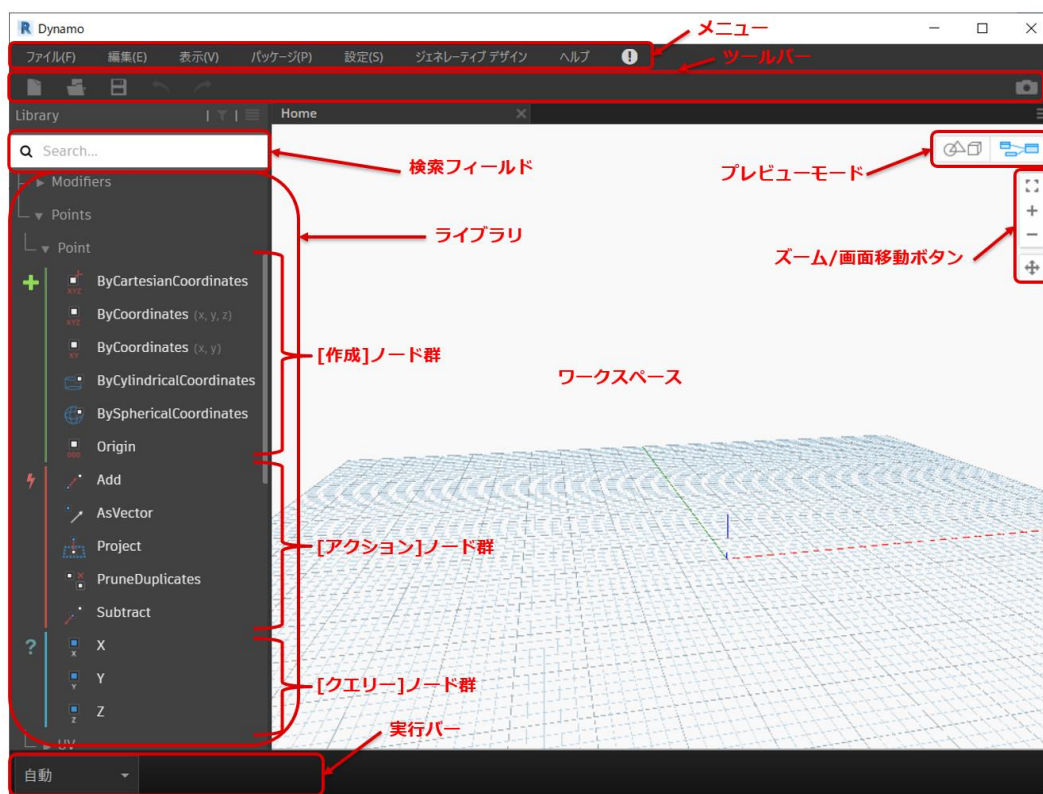 Dynamo
メニュー
ファイル(F) 編集(E) 表示(V) パッケージ(P) 設定(S) ジェネレーティブ デザイン ヘルプ
ツールバー
Library
Home
Search...
検索フィールド
プレビューモード
Modifiers
Points
ライブラリ
Point
ズーム/画面移動ボタン
XYZ ByCartesianCoordinates
XYZ ByCoordinates (x, y, z)
XY ByCoordinates (x, y)
[作成]ノード群
ByCylindricalCoordinates
ワークスペース
BySphericalCoordinates
000 Origin
Add
AsVector
Project
[アクション]ノード群
PruneDuplicates
Subtract
? X X
Y Y
[クエリー]ノード群
Z Z
実行バー
UV
自動